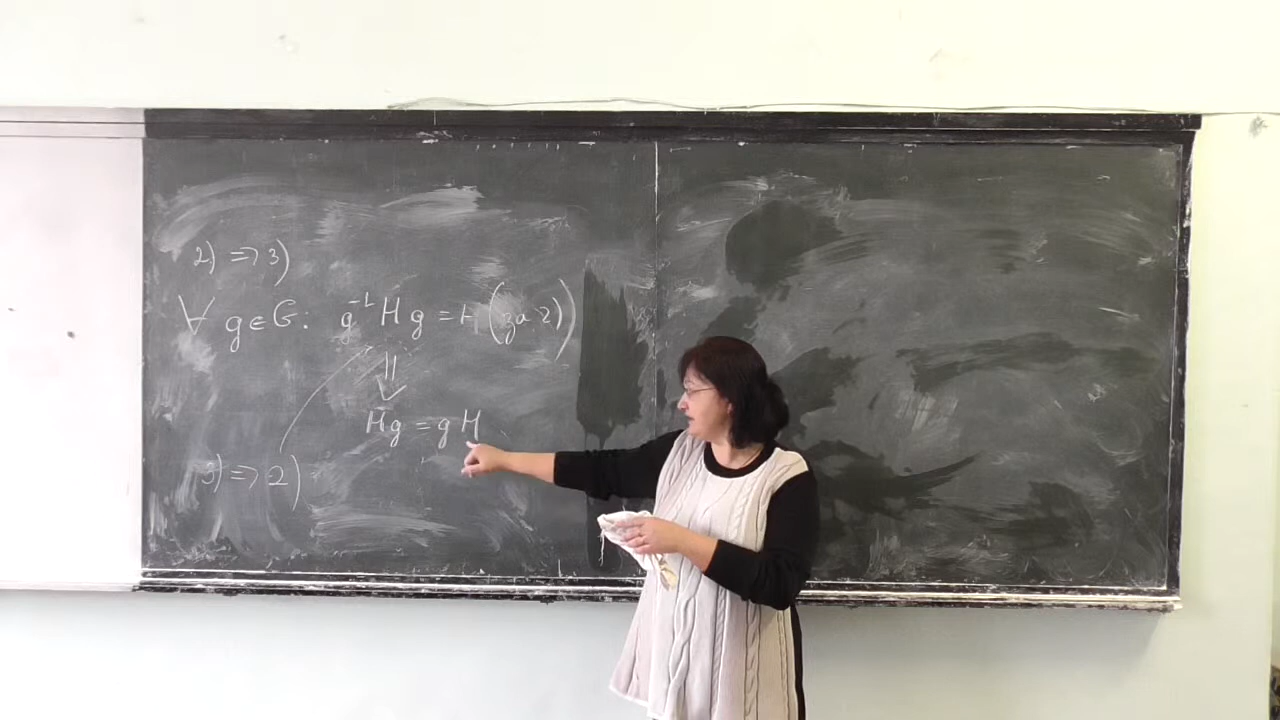 2) => 3)
∀ g ∈ G: g⁻¹Hg = H (за 2))
⇓
Hg = gH
3) => 2)